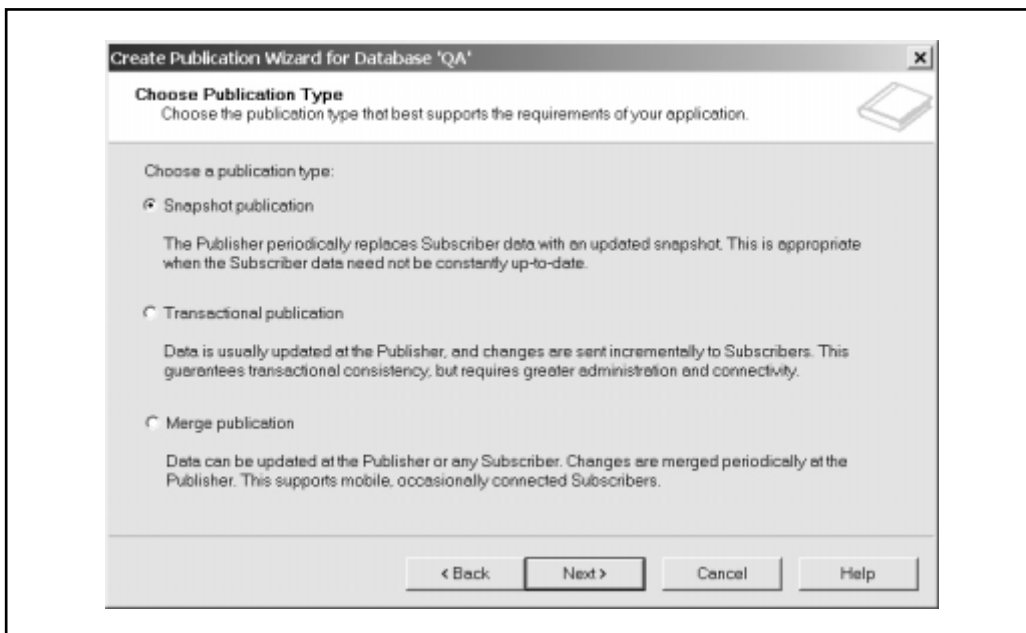 Create Publication Wizard for Database 'QA'
Choose Publication Type
Choose the publication type that best supports the requirements of your application.
Choose a publication type:
Snapshot publication
The Publisher periodically replaces Subscriber data with an updated snapshot. This is appropriate
when the Subscriber data need not be constantly up-to-date.
Transactional publication
Data is usually updated at the Publisher, and changes are sent incrementally to Subscribers. This
guarantees transactional consistency, but requires greater administration and connectivity.
Merge publication
Data can be updated at the Publisher or any Subscriber. Changes are merged periodically at the
Publisher. This supports mobile, occasionally connected Subscribers.
< Back Next > Cancel Help